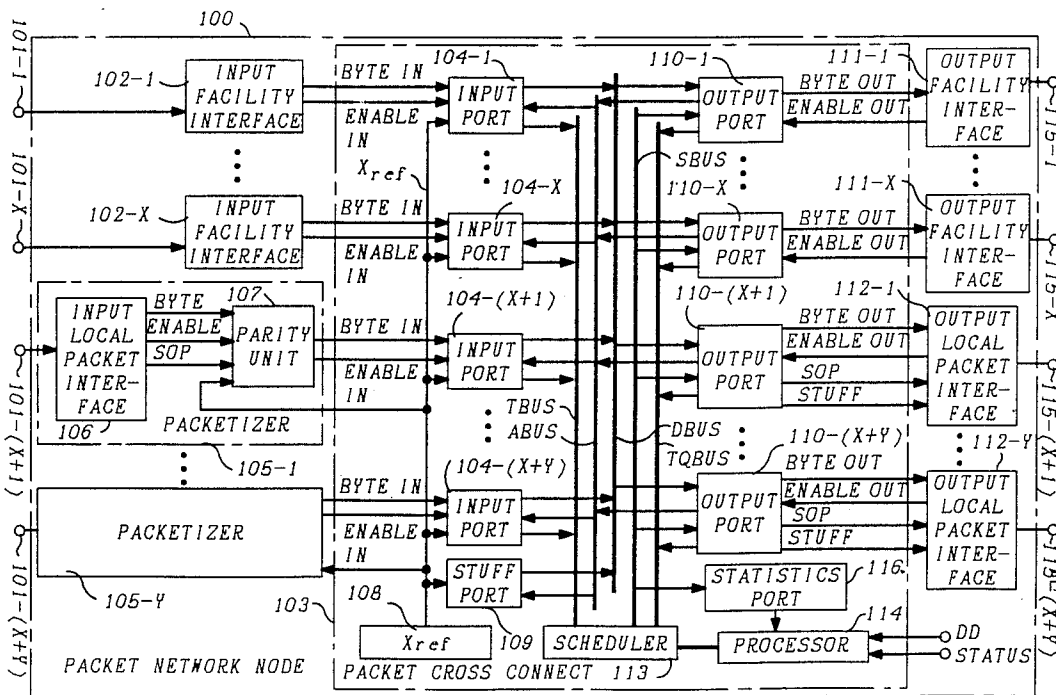 100
101-1
102-1
INPUT
FACILITY
INTERFACE
BYTE IN
ENABLE
IN
104-1
INPUT
PORT
110-1
OUTPUT
PORT
BYTE OUT
ENABLE OUT
111-1
OUTPUT
FACILITY
INTER-
FACE
115-1
Xref
SBUS
101-X
102-X
INPUT
FACILITY
INTERFACE
BYTE IN
ENABLE
IN
104-X
INPUT
PORT
110-X
OUTPUT
PORT
BYTE OUT
ENABLE OUT
111-X
OUTPUT
FACILITY
INTER-
FACE
115-X
101-(X+1)
INPUT
LOCAL
PACKET
INTER-
FACE
106
BYTE
ENABLE
SOP
107
PARITY
UNIT
PACKETIZER
105-1
BYTE IN
ENABLE
IN
104-(X+1)
INPUT
PORT
110-(X+1)
OUTPUT
PORT
BYTE OUT
ENABLE OUT
SOP
STUFF
112-1
OUTPUT
LOCAL
PACKET
INTER-
FACE
115-(X+1)
TBUS
ABUS
DBUS
TQBUS
101-(X+Y)
PACKETIZER
105-Y
BYTE IN
ENABLE
IN
104-(X+Y)
INPUT
PORT
110-(X+Y)
OUTPUT
PORT
BYTE OUT
ENABLE OUT
SOP
STUFF
112-Y
OUTPUT
LOCAL
PACKET
INTER-
FACE
115-(X+Y)
STUFF
PORT
109
STATISTICS
PORT
116
103
108
Xref
SCHEDULER
113
PROCESSOR
114
DD
STATUS
PACKET NETWORK NODE
PACKET CROSS CONNECT